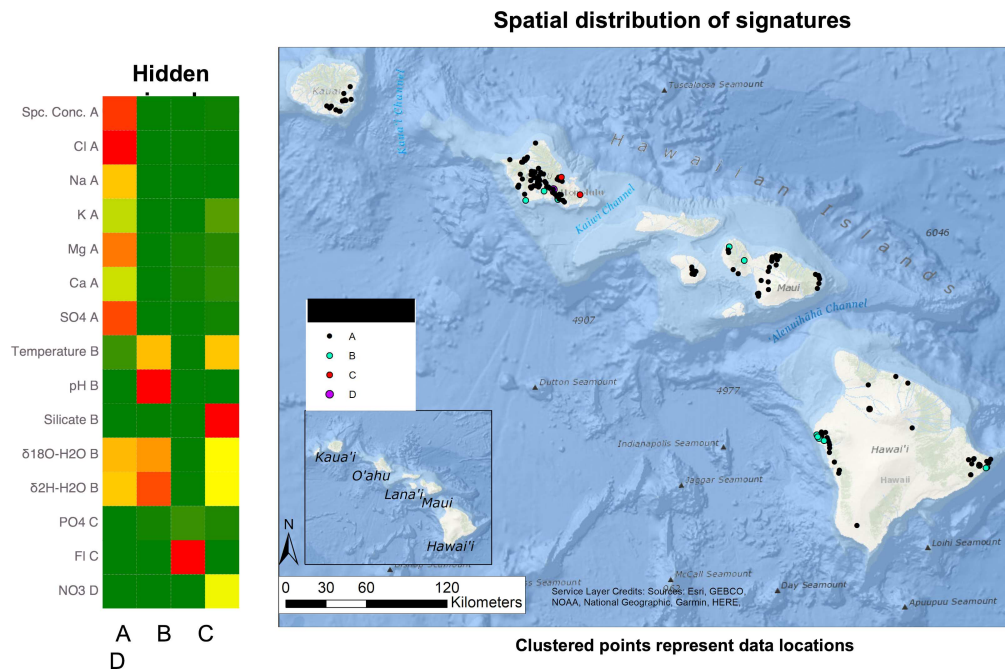 Spatial distribution of signatures
Hidden
Spc. Conc. A
Cl A
Na A
K A
Mg A
Ca A
SO4 A
Temperature B
pH B
Silicate B
δ18O-H2O B
δ2H-H2O B
PO4 C
Fl C
NO3 D
A B C
D
Kauai
Kaua'i Channel
Tuscaloosa Seamount
Hawaiian Islands
Honolulu
Kaiwi Channel
6046
Maui
'Alenuihāhā Channel
4907
A
B
C
D
4977
Dutton Seamount
Indianapolis Seamount
Jaggar Seamount
Hawai'i
Hawaii
Loihi Seamount
McCall Seamount
Day Seamount
Apuupuu Seamount
Kaua'i
O'ahu
Lana'i
Maui
Hawai'i
N
0 30 60 120
Kilometers
Service Layer Credits: Sources: Esri, GEBCO,
NOAA, National Geographic, Garmin, HERE,
Clustered points represent data locations